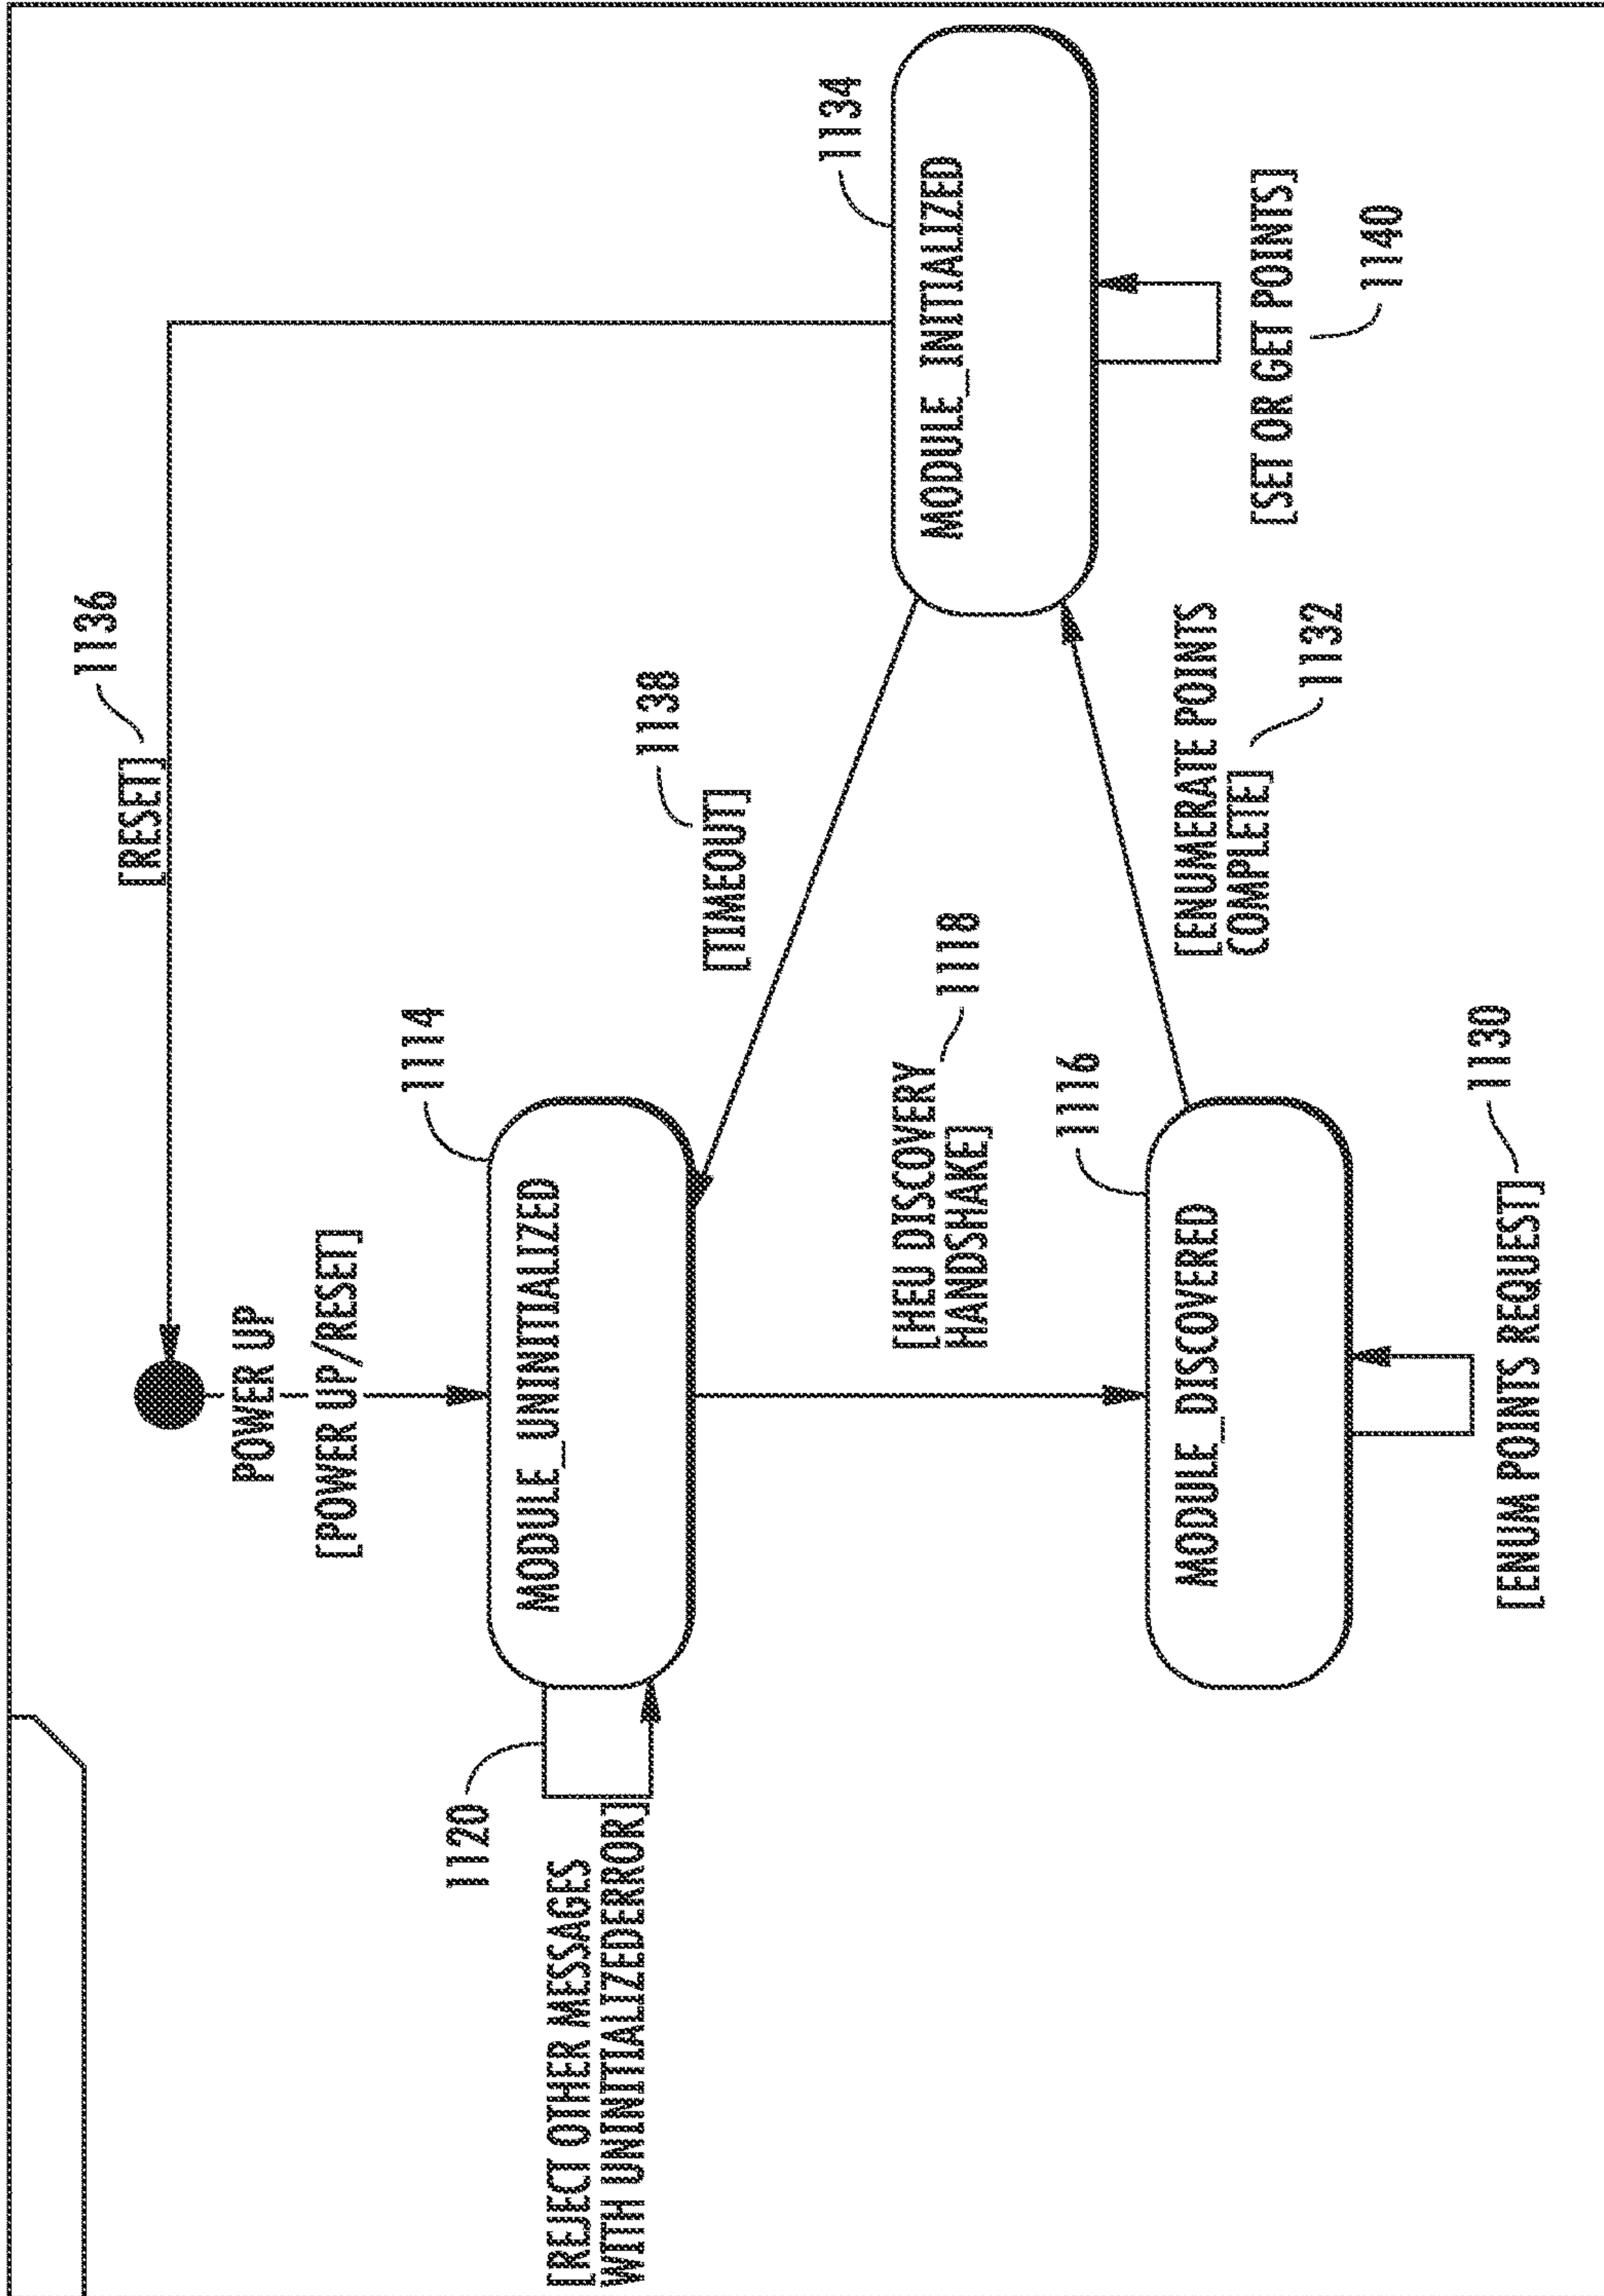 1136
[RESET]
POWER UP
[POWER UP/RESET]
1114
MODULE_UNINITIALIZED
1120
[REJECT OTHER MESSAGES
WITH UNINITIALIZEDERROR]
1138
[TIMEOUT]
1134
MODULE_INITIALIZED
[HEU DISCOVERY
HANDSHAKE]
1118
1116
MODULE_DISCOVERED
[ENUMERATE POINTS
COMPLETE]
1132
[SET OR GET POINTS]
1140
1130
[ENUM POINTS REQUEST]